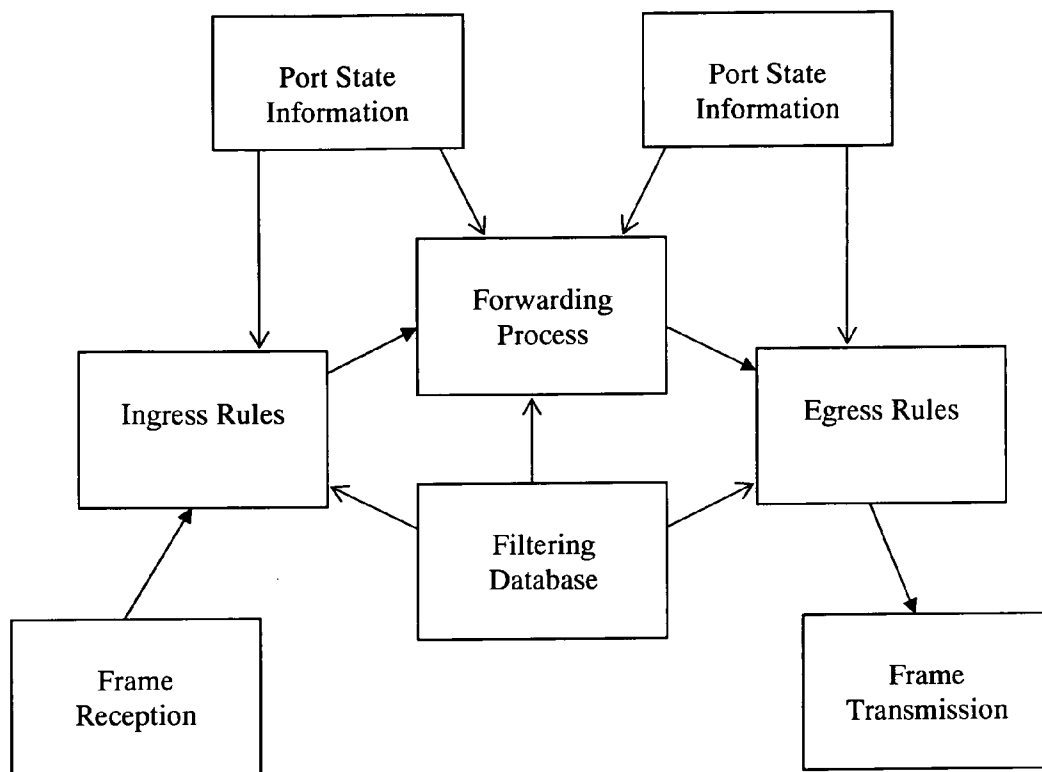 Port State
Information
Port State
Information
Forwarding
Process
Ingress Rules
Egress Rules
Filtering
Database
Frame
Reception
Frame
Transmission